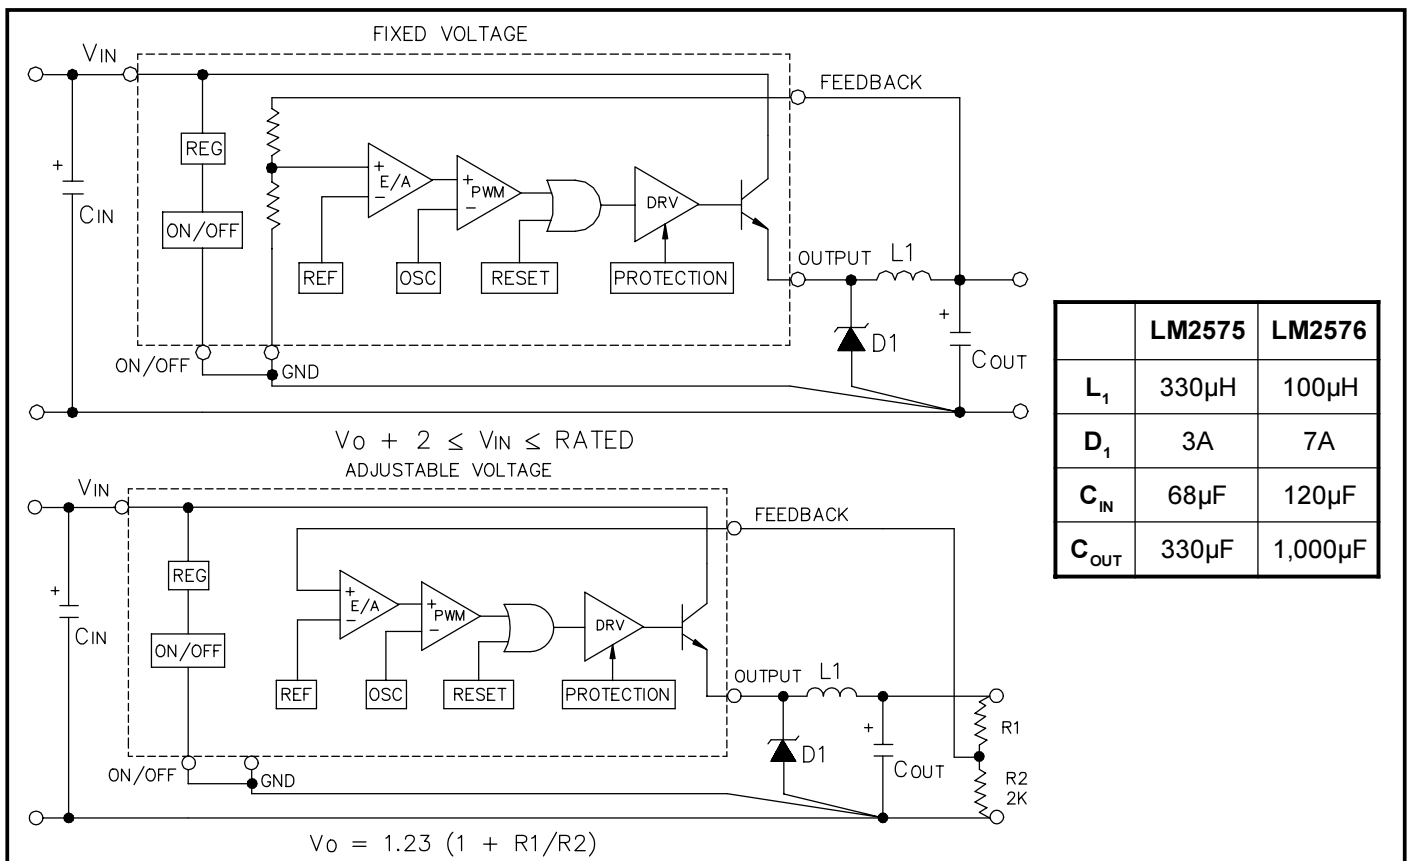 FIXED VOLTAGE
VIN
FEEDBACK
REG
+
CIN
+
E/A
−
+
PWM
−
DRV
ON/OFF
REF
OSC
RESET
PROTECTION
OUTPUT
L1
D1
+
COUT
ON/OFF
GND
VO + 2 ≤ VIN ≤ RATED
ADJUSTABLE VOLTAGE
VIN
FEEDBACK
REG
+
CIN
+
E/A
−
+
PWM
−
DRV
ON/OFF
REF
OSC
RESET
PROTECTION
OUTPUT
L1
D1
+
COUT
R1
R2
2K
ON/OFF
GND
VO = 1.23 (1 + R1/R2)
LM2575 LM2576
L1 330µH 100µH
D1 3A 7A
CIN 68µF 120µF
COUT 330µF 1,000µF